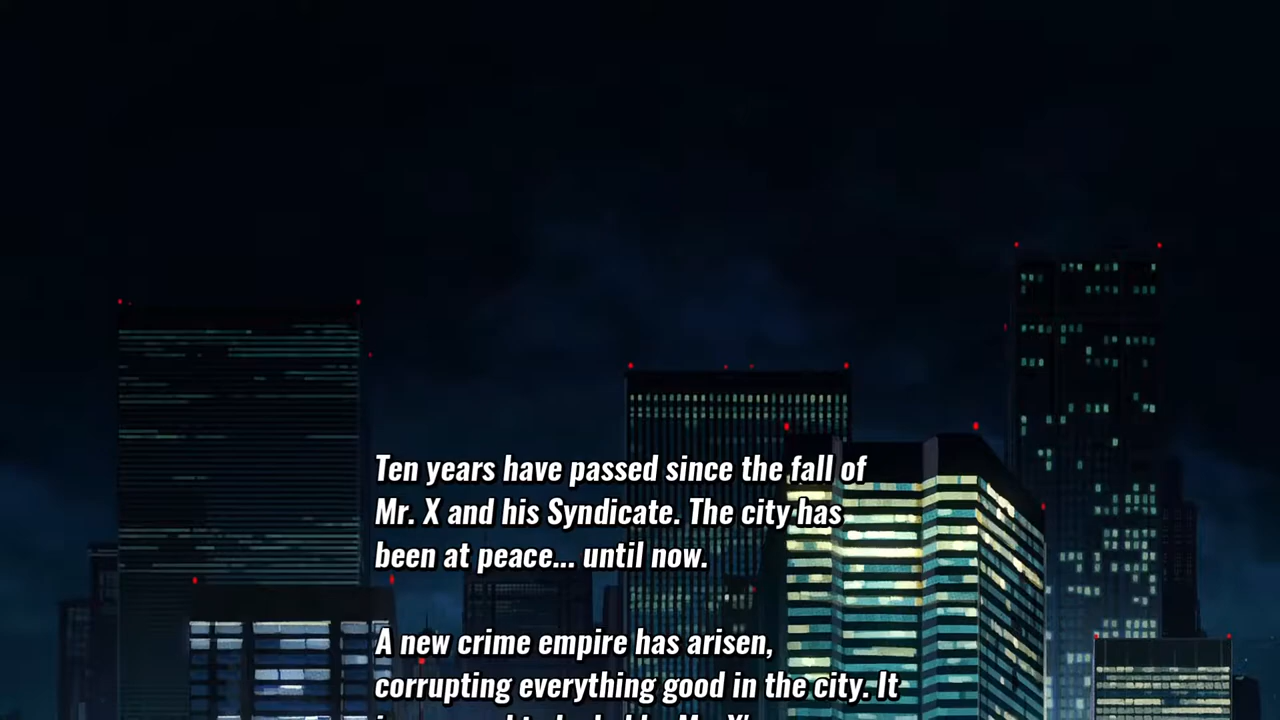 Ten years have passed since the fall of
Mr. X and his Syndicate. The city has
been at peace... until now.
A new crime empire has arisen,
corrupting everything good in the city. It